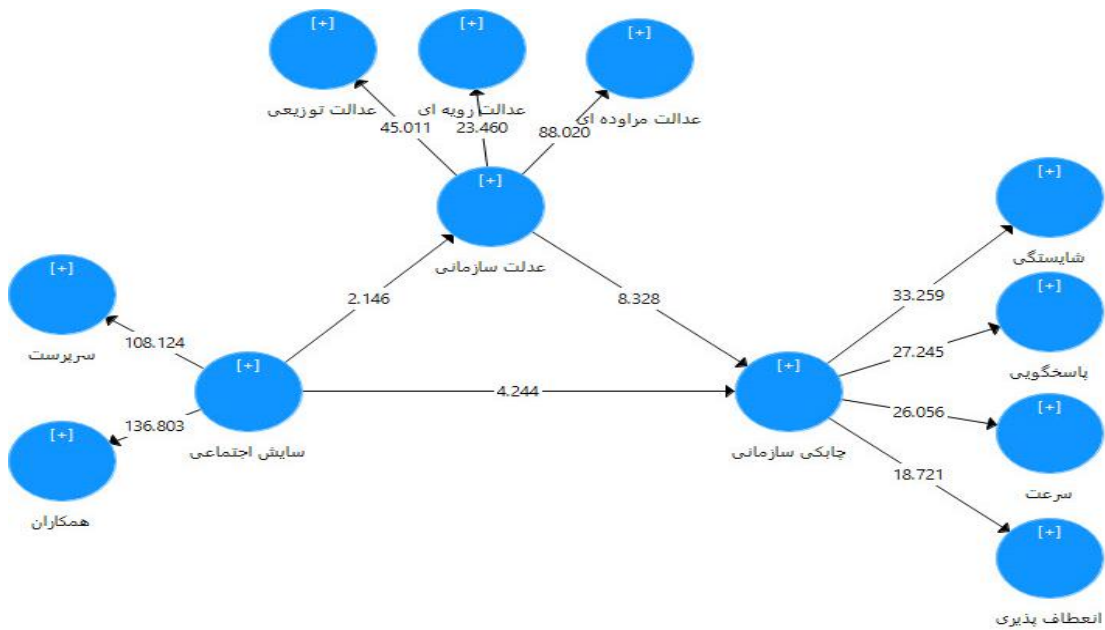 [+]
[+]
[+]
عدالت توزیعی
عدالت رویه ای
عدالت مراوده ای
45.011
23.460
88.020
[+]
عدلت سازمانی
[+]
شایستگی
[+]
سرپرست
2.146
8.328
33.259
[+]
پاسخگویی
108.124
27.245
[+]
سایش اجتماعی
4.244
[+]
چابکی سازمانی
26.056
[+]
سرعت
136.803
[+]
همکاران
18.721
[+]
انعطاف پذیری